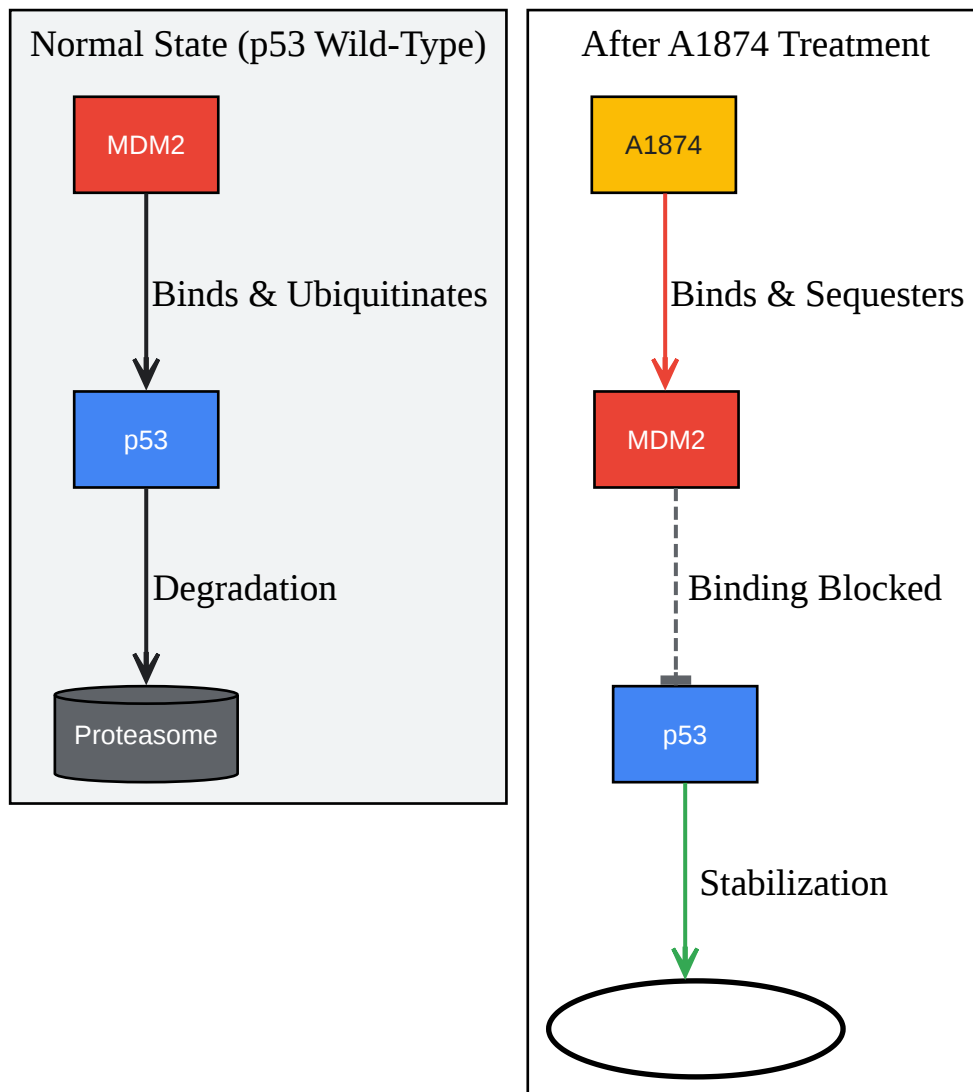 Normal State (p53 Wild-Type)
MDM2
Binds & Ubiquitinates
p53
Degradation
Proteasome
After A1874 Treatment
A1874
Binds & Sequesters
MDM2
Binding Blocked
p53
Stabilization